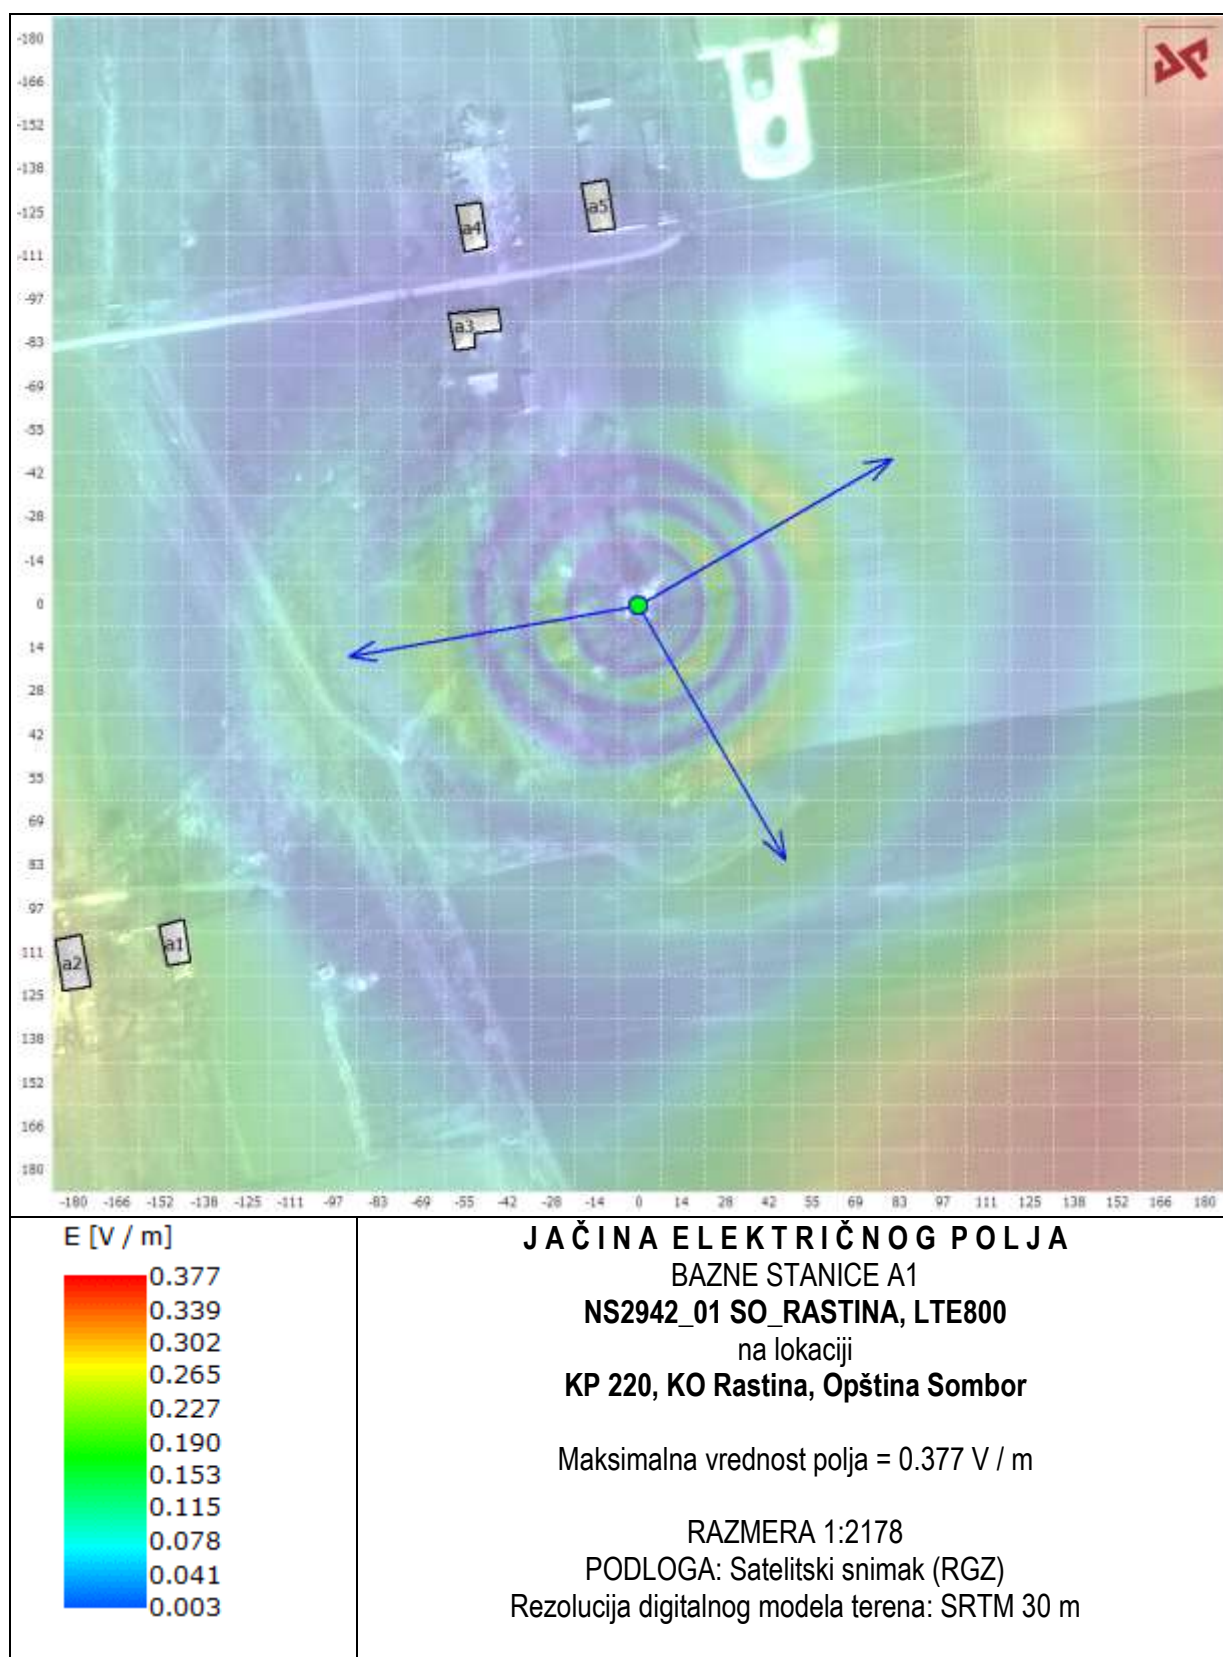 -180
-166
-152
-138
-125
-111
-97
-83
-69
-55
-42
-28
-14
0
14
28
42
55
69
83
97
111
125
138
152
166
180
a5
a4
a3
a1
a2
-180 -166 -152 -138 -125 -111 -97 -83 -69 -55 -42 -28 -14 0 14 28 42 55 69 83 97 111 125 138 152 166 180
E [V / m]
0.377
0.339
0.302
0.265
0.227
0.190
0.153
0.115
0.078
0.041
0.003
JAČINA ELEKTRIČNOG POLJA
BAZNE STANICE A1
NS2942_01 SO_RASTINA, LTE800
na lokaciji
KP 220, KO Rastina, Opština Sombor
Maksimalna vrednost polja = 0.377 V / m
RAZMERA 1:2178
PODLOGA: Satelitski snimak (RGZ)
Rezolucija digitalnog modela terena: SRTM 30 m